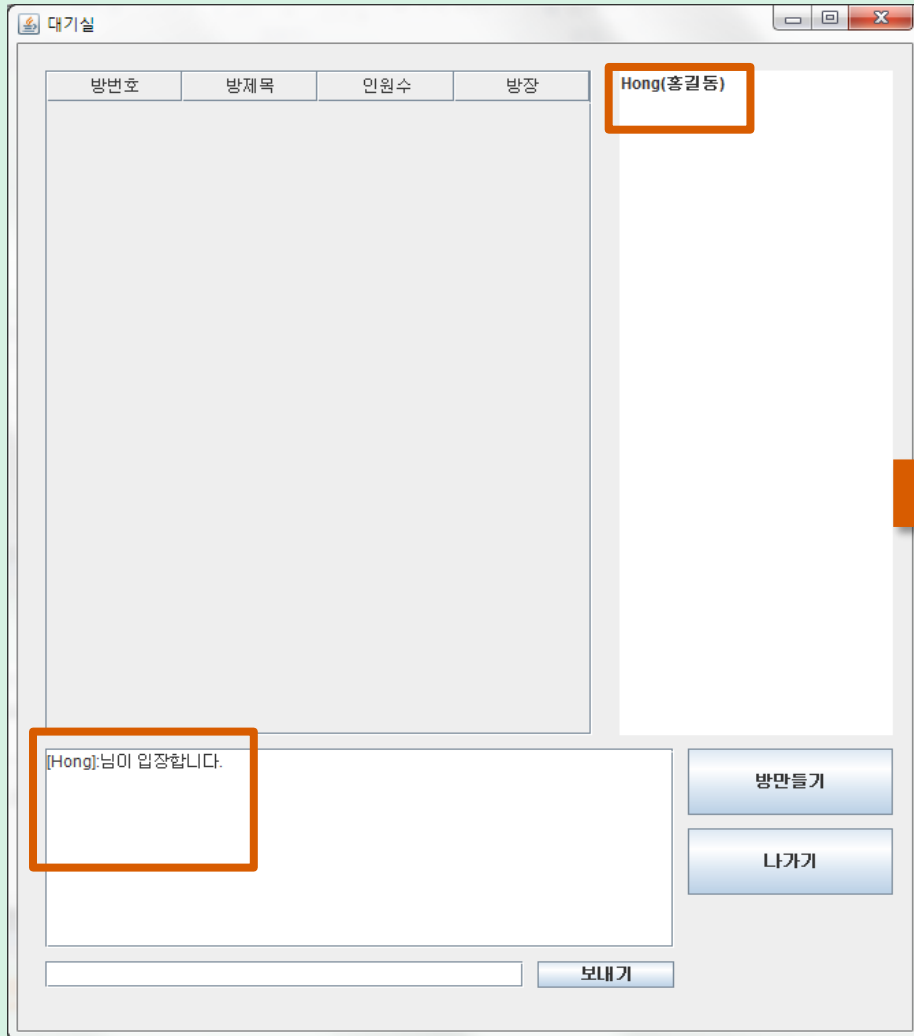 대기실
방번호 방제목 인원수 방장
Hong(홍길동)
[Hong]:님이 입장합니다.
방만들기
나가기
보내기